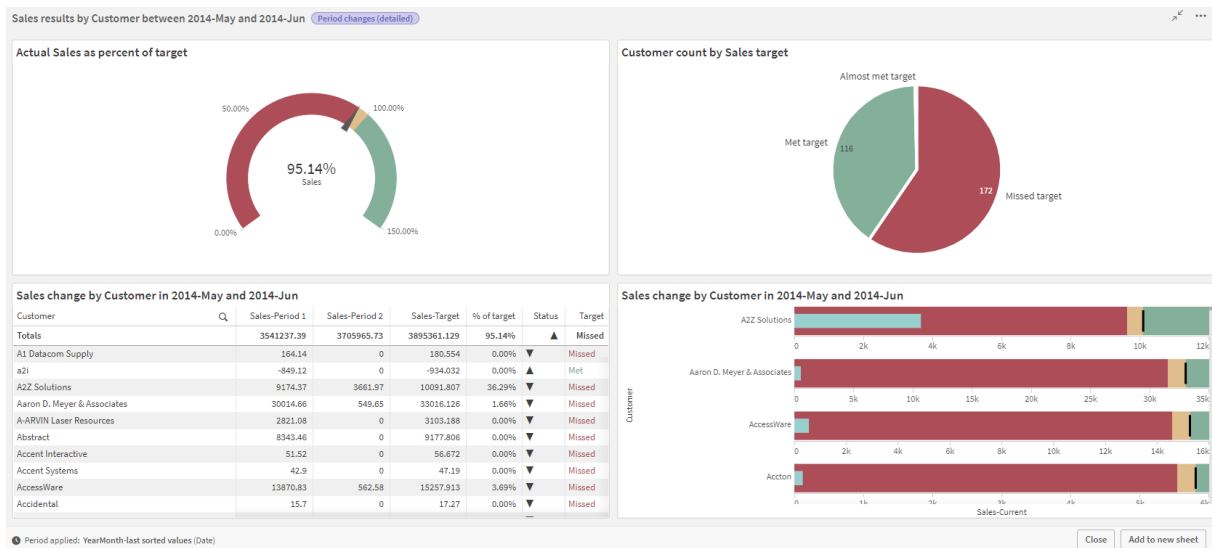 Sales results by Customer between 2014-May and 2014-Jun Period changes (detailed)
Actual Sales as percent of target
50.00%
100.00%
95.14%
Sales
0.00%
150.00%
Customer count by Sales target
Almost met target
Met target
116
172
Missed target
Sales change by Customer in 2014-May and 2014-Jun
Customer Sales-Period 1 Sales-Period 2 Sales-Target % of target Status Target
Totals 3541237.39 3705965.73 3895361.129 95.14% ▲ Missed
A1 Datacom Supply 164.14 0 180.554 0.00% ▼ Missed
a2i -849.12 0 -934.032 0.00% ▲ Met
A2Z Solutions 9174.37 3661.97 10091.807 36.29% ▼ Missed
Aaron D. Meyer & Associates 30014.66 549.65 33016.126 1.66% ▼ Missed
A-ARVIN Laser Resources 2821.08 0 3103.188 0.00% ▼ Missed
Abstract 8343.46 0 9177.806 0.00% ▼ Missed
Accent Interactive 51.52 0 56.672 0.00% ▼ Missed
Accent Systems 42.9 0 47.19 0.00% ▼ Missed
AccessWare 13870.83 562.58 15257.913 3.69% ▼ Missed
Accidental 15.7 0 17.27 0.00% ▼ Missed
Sales change by Customer in 2014-May and 2014-Jun
Customer
A2Z Solutions
0 2k 4k 6k 8k 10k 12k
Aaron D. Meyer & Associates
0 5k 10k 15k 20k 25k 30k 35k
AccessWare
0 2k 4k 6k 8k 10k 12k 14k 16k
Accton
0 1k 2k 3k 4k 5k 6k
Sales-Current
Period applied: YearMonth-last sorted values (Date)
Close Add to new sheet